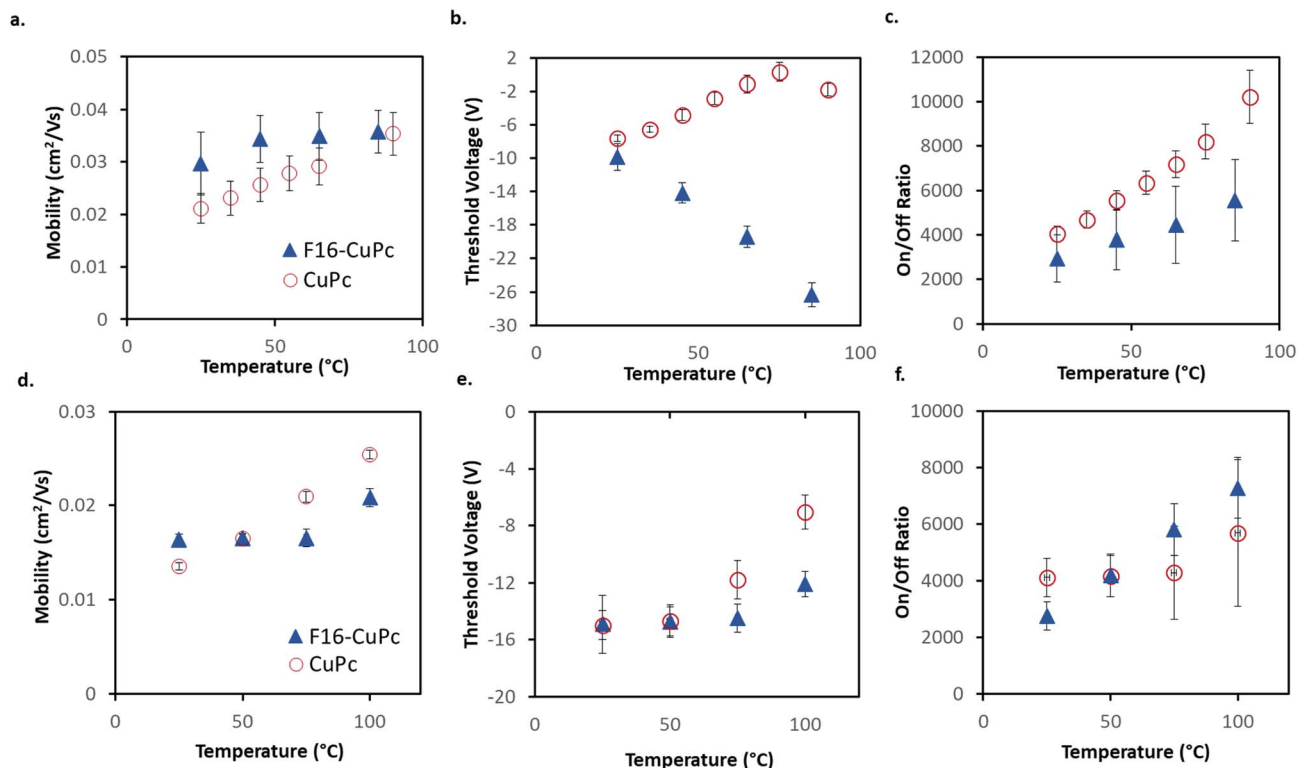 a.
0.05
0.04
0.03
0.02
0.01
0
Mobility (cm²/Vs)
F16-CuPc
CuPc
0
50
100
Temperature (°C)
b.
2
-2
-6
-10
-14
-18
-22
-26
-30
Threshold Voltage (V)
0
50
100
Temperature (°C)
c.
12000
10000
8000
6000
4000
2000
0
On/Off Ratio
0
50
100
Temperature (°C)
d.
0.03
0.02
0.01
0
Mobility (cm²/Vs)
F16-CuPc
CuPc
0
50
100
Temperature (°C)
e.
0
-4
-8
-12
-16
-20
Threshold Voltage (V)
0
50
100
Temperature (°C)
f.
10000
8000
6000
4000
2000
0
On/Off Ratio
0
50
100
Temperature (°C)